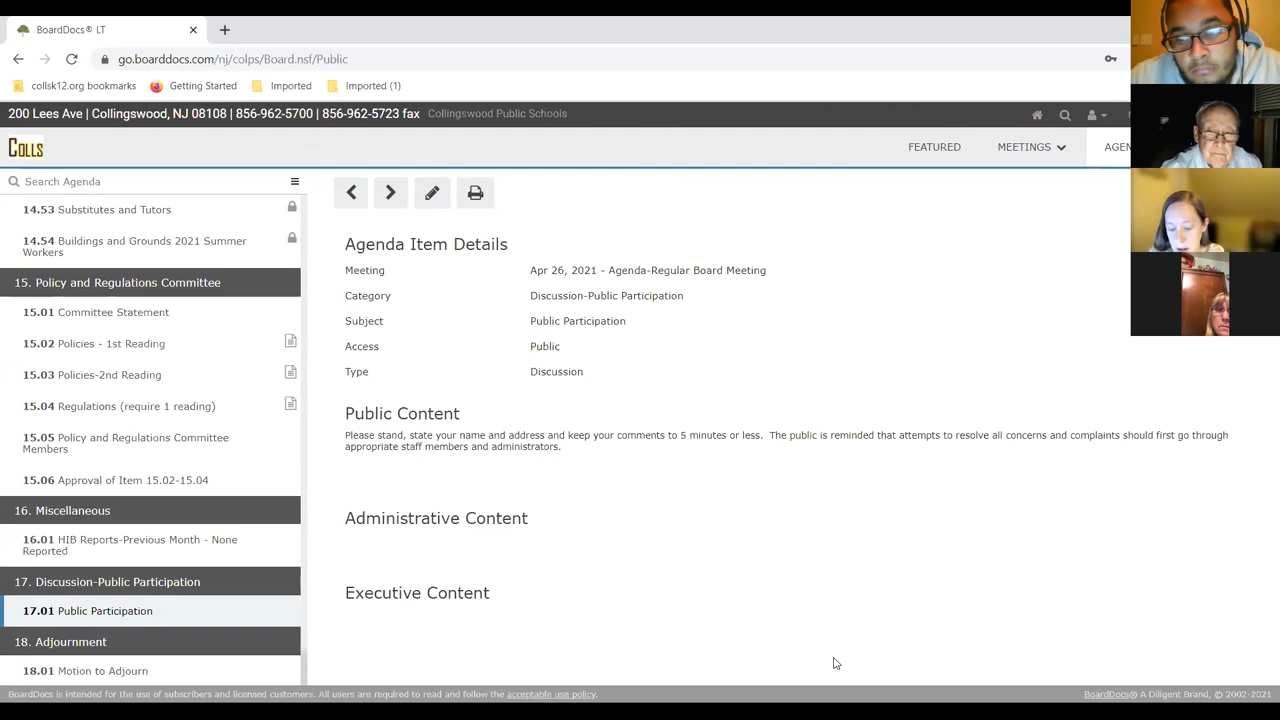 BoardDocs® LT
go.boarddocs.com/nj/colps/Board.nsf/Public
collsk12.org bookmarks
Getting Started
Imported
Imported (1)
200 Lees Ave | Collingswood, NJ 08108 | 856-962-5700 | 856-962-5723 fax Collingswood Public Schools
COLLS
FEATURED
MEETINGS
AGEN
Search Agenda
14.53 Substitutes and Tutors
14.54 Buildings and Grounds 2021 Summer
Workers
15. Policy and Regulations Committee
15.01 Committee Statement
15.02 Policies - 1st Reading
15.03 Policies-2nd Reading
15.04 Regulations (require 1 reading)
15.05 Policy and Regulations Committee
Members
15.06 Approval of Item 15.02-15.04
16. Miscellaneous
16.01 HIB Reports-Previous Month - None
Reported
17. Discussion-Public Participation
17.01 Public Participation
18. Adjournment
18.01 Motion to Adjourn
Agenda Item Details
Meeting Apr 26, 2021 - Agenda-Regular Board Meeting
Category Discussion-Public Participation
Subject Public Participation
Access Public
Type Discussion
Public Content
Please stand, state your name and address and keep your comments to 5 minutes or less. The public is reminded that attempts to resolve all concerns and complaints should first go through
appropriate staff members and administrators.
Administrative Content
Executive Content
BoardDocs is intended for the use of subscribers and licensed customers. All users are required to read and follow the acceptable use policy.
BoardDocs® A Diligent Brand, © 2002-2021